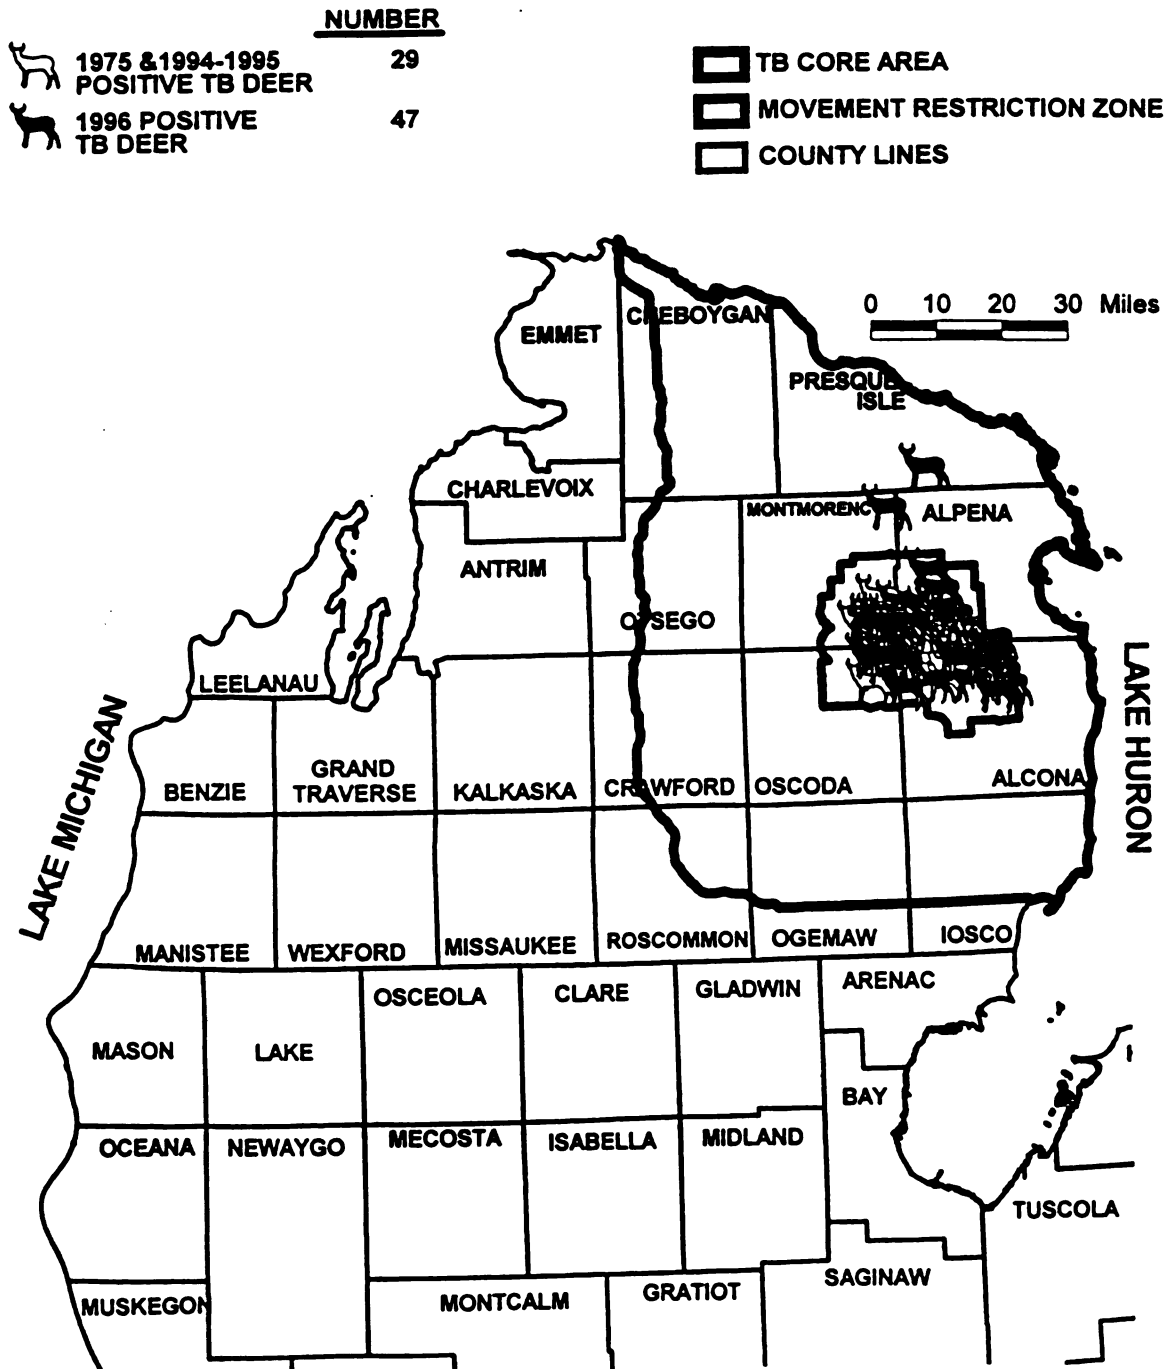 NUMBER
1975 &1994-1995 29
POSITIVE TB DEER
1996 POSITIVE 47
TB DEER
TB CORE AREA
MOVEMENT RESTRICTION ZONE
COUNTY LINES
0 10 20 30 Miles
EMMET
CHEBOYGAN
PRESQUE
ISLE
CHARLEVOIX
MONTMORENC
ALPENA
ANTRIM
OTSEGO
LEELANAU
LAKE MICHIGAN
LAKE HURON
BENZIE
GRAND
TRAVERSE
KALKASKA
CRAWFORD
OSCODA
ALCONA
MANISTEE
WEXFORD
MISSAUKEE
ROSCOMMON
OGEMAW
IOSCO
OSCEOLA
CLARE
GLADWIN
ARENAC
MASON
LAKE
BAY
OCEANA
NEWAYGO
MECOSTA
ISABELLA
MIDLAND
TUSCOLA
MUSKEGON
MONTCALM
GRATIOT
SAGINAW